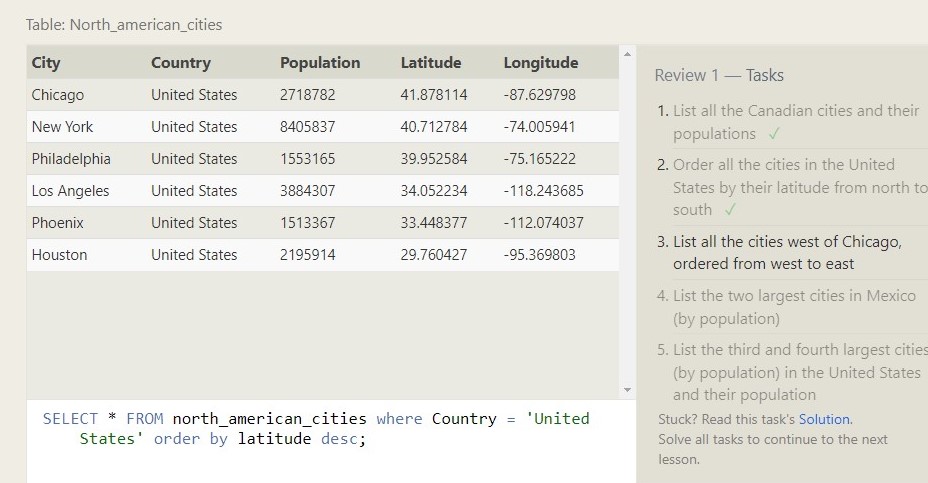 Table: North_american_cities
City Country Population Latitude Longitude
Chicago United States 2718782 41.878114 -87.629798
New York United States 8405837 40.712784 -74.005941
Philadelphia United States 1553165 39.952584 -75.165222
Los Angeles United States 3884307 34.052234 -118.243685
Phoenix United States 1513367 33.448377 -112.074037
Houston United States 2195914 29.760427 -95.369803
SELECT * FROM north_american_cities where Country = 'United
States' order by latitude desc;
Review 1 — Tasks
1. List all the Canadian cities and their
populations ✓
2. Order all the cities in the United
States by their latitude from north to
south ✓
3. List all the cities west of Chicago,
ordered from west to east
4. List the two largest cities in Mexico
(by population)
5. List the third and fourth largest cities
(by population) in the United States
and their population
Stuck? Read this task's Solution.
Solve all tasks to continue to the next
lesson.